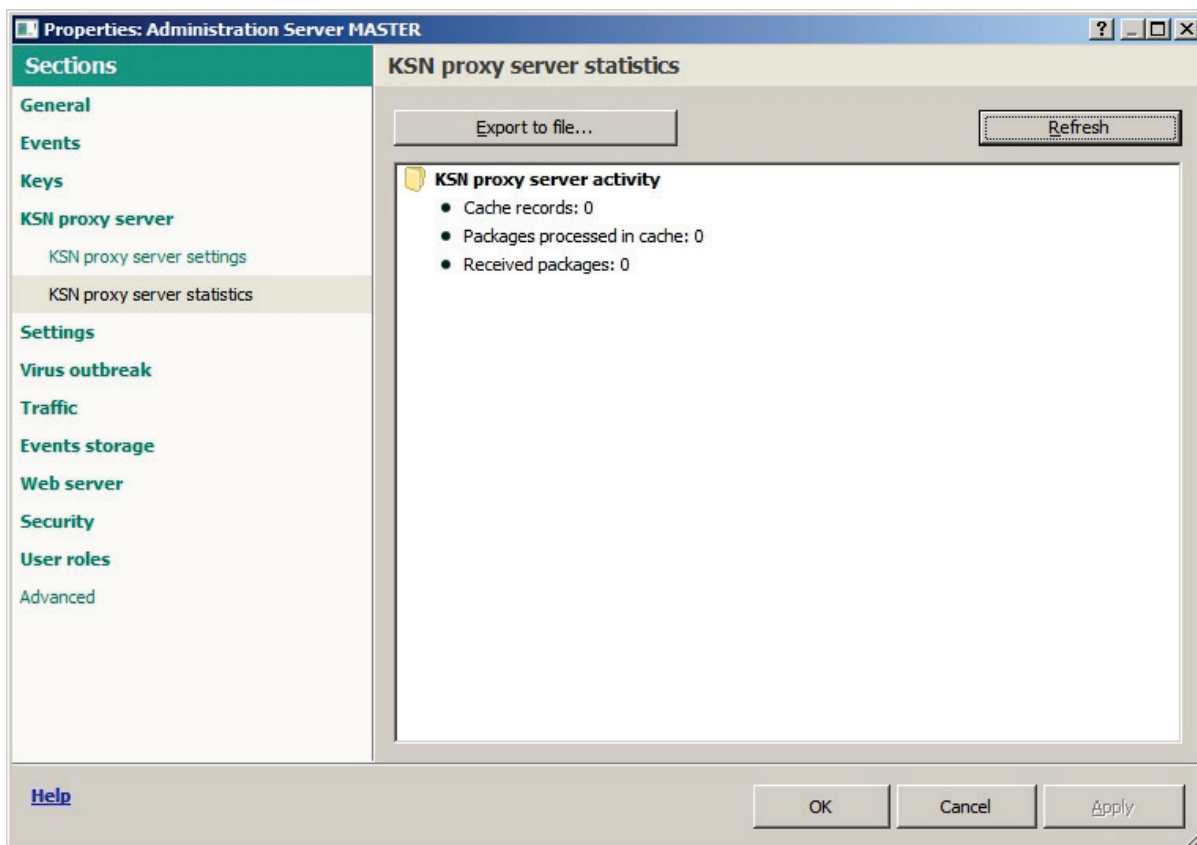 Properties: Administration Server MASTER
?
Sections
KSN proxy server statistics
General
Events
Keys
KSN proxy server
KSN proxy server settings
KSN proxy server statistics
Settings
Virus outbreak
Traffic
Events storage
Web server
Security
User roles
Advanced
Export to file...
Refresh
KSN proxy server activity
Cache records: 0
Packages processed in cache: 0
Received packages: 0
Help
OK
Cancel
Apply